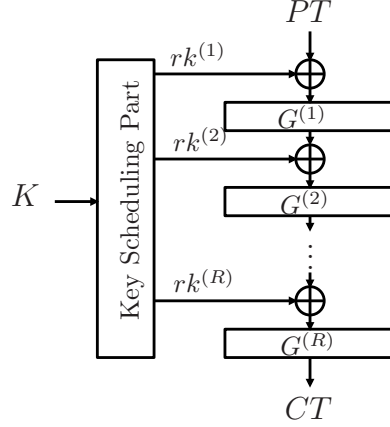 PT
rk^{(1)}
G^{(1)}
rk^{(2)}
G^{(2)}
K
Key Scheduling Part
rk^{(R)}
G^{(R)}
CT